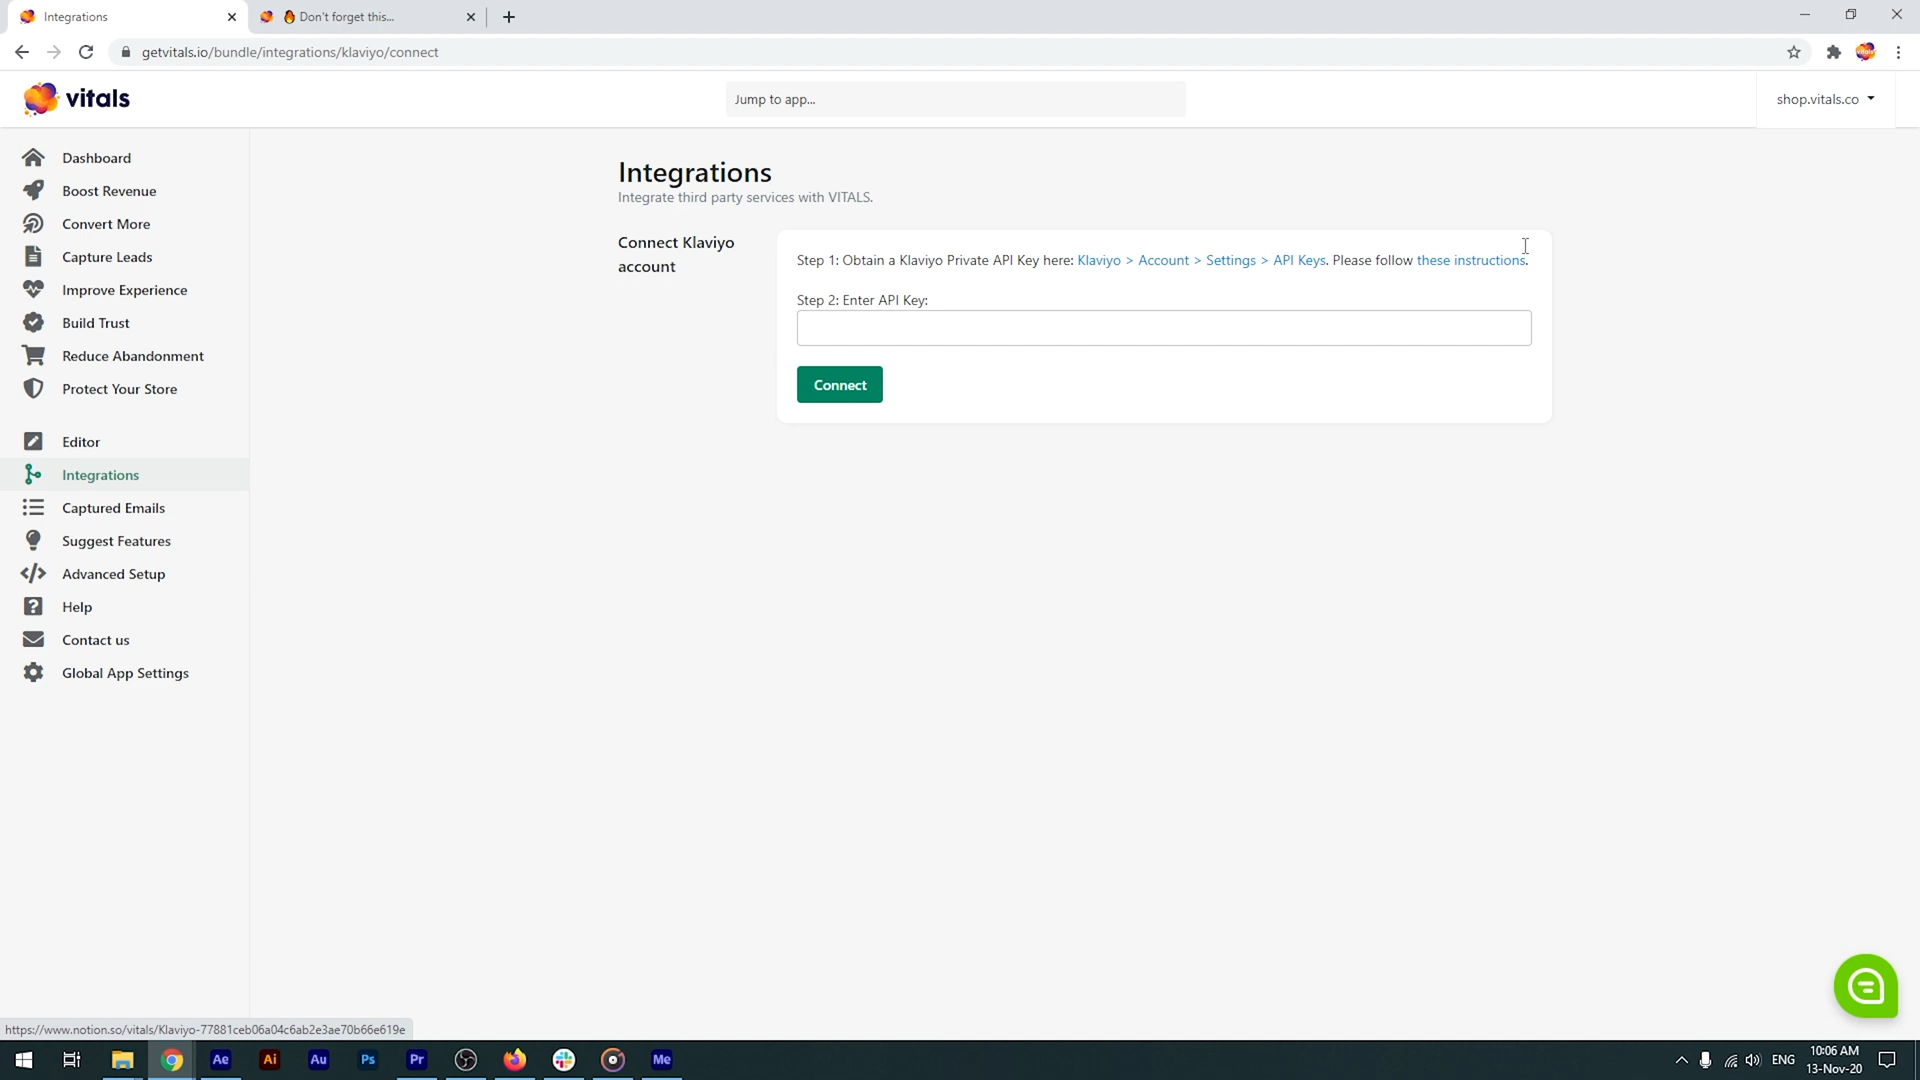 Integrations
Don't forget this...
getvitals.io/bundle/integrations/klaviyo/connect
vitals
Jump to app...
shop.vitals.co
Dashboard
Boost Revenue
Convert More
Capture Leads
Improve Experience
Build Trust
Reduce Abandonment
Protect Your Store
Editor
Integrations
Captured Emails
Suggest Features
Advanced Setup
Help
Contact us
Global App Settings
Integrations
Integrate third party services with VITALS.
Connect Klaviyo
account
Step 1: Obtain a Klaviyo Private API Key here: Klaviyo > Account > Settings > API Keys. Please follow these instructions.
Step 2: Enter API Key:
Connect
https://www.notion.so/vitals/Klaviyo-77881ceb06a04c6ab2e3ae70b66e619e
Ae
Ai
Au
Ps
Pr
Me
ENG
10:06 AM
13-Nov-20